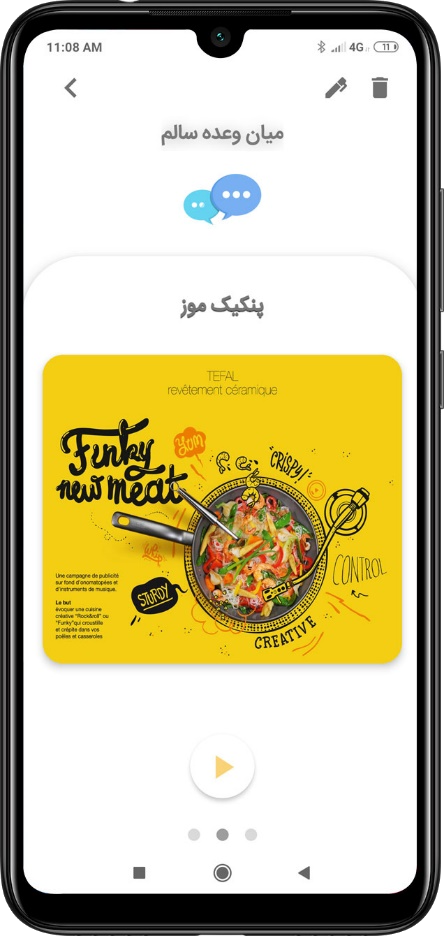 11:08 AM 4G 11
میان وعده سالم
پنکیک موز
TEFAL
revêtement céramique
Funky
new meat
yum
CRISPY!
CONTROL
STURDY
CREATIVE
Une campagne de publicité
sur fond d'onomatopées et
d'instruments de musique.
Le but
évoquer une cuisine
créative "Rock&roll" ou
"Funky"qui croustille
et crépite dans vos
poêles et casseroles